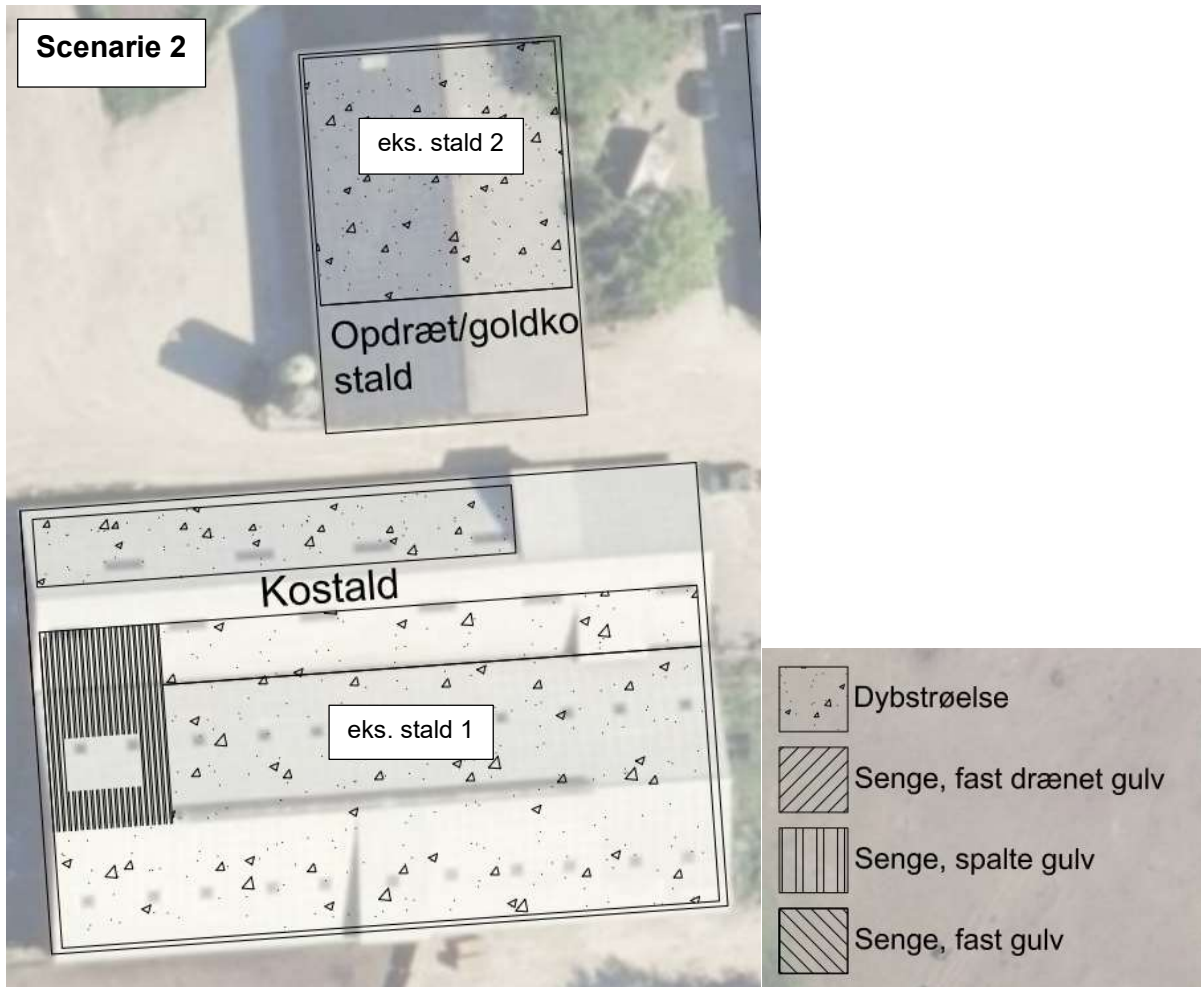 Scenarie 2
eks. stald 2
Opdræt/goldko
stald
Kostald
eks. stald 1
Dybstrøelse
Senge, fast drænet gulv
Senge, spalte gulv
Senge, fast gulv